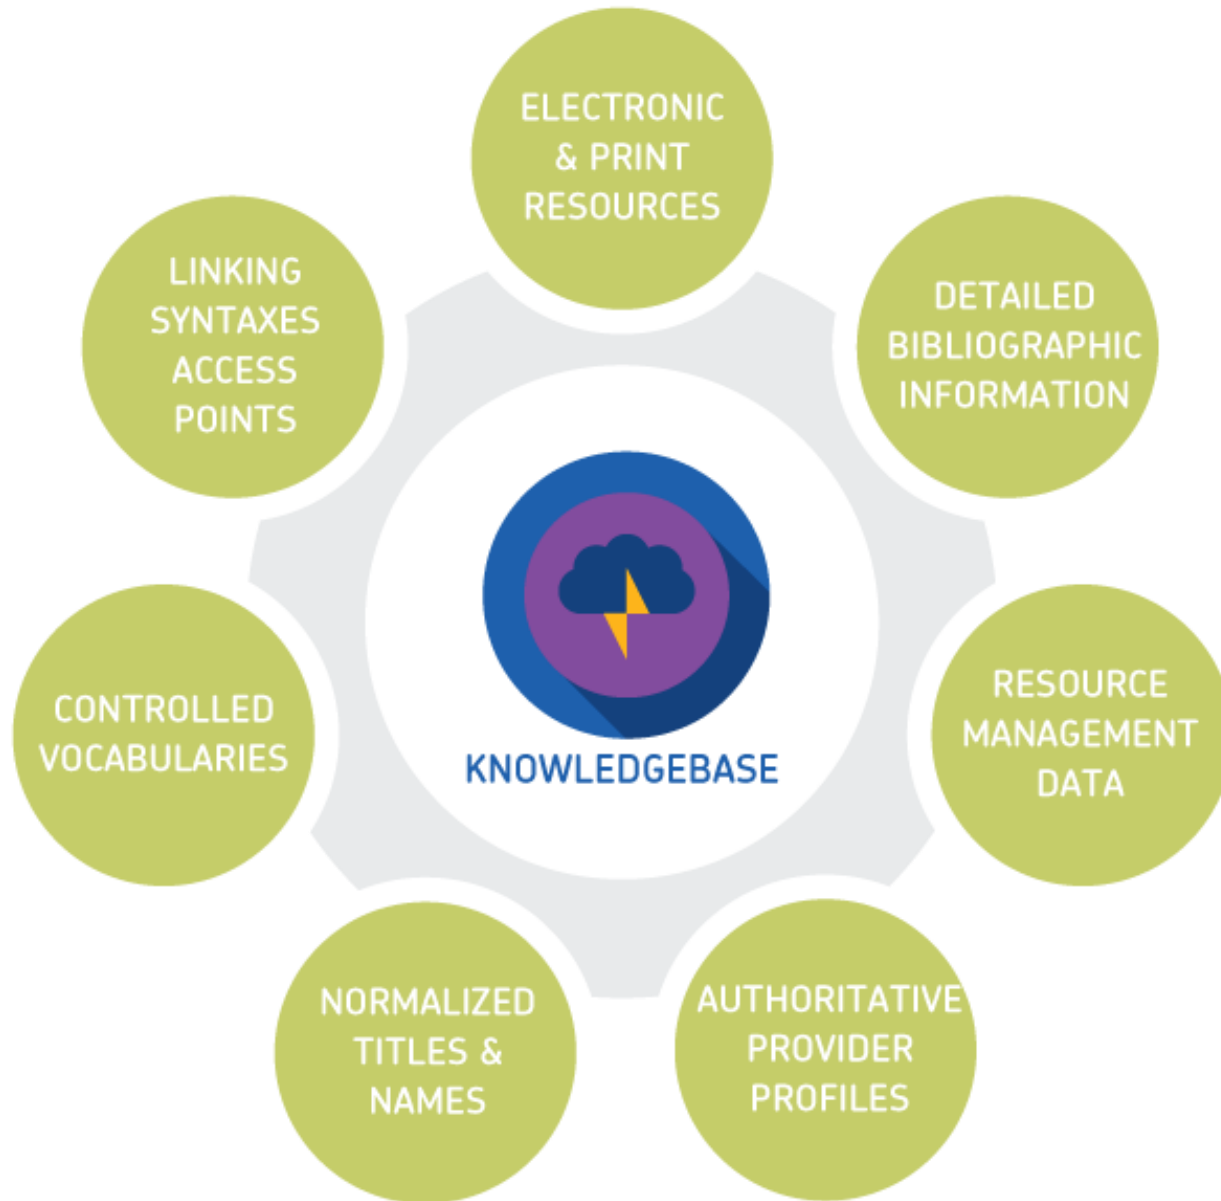 ELECTRONIC
& PRINT
RESOURCES
DETAILED
BIBLIOGRAPHIC
INFORMATION
RESOURCE
MANAGEMENT
DATA
AUTHORITATIVE
PROVIDER
PROFILES
NORMALIZED
TITLES &
NAMES
CONTROLLED
VOCABULARIES
LINKING
SYNTAXES
ACCESS
POINTS
KNOWLEDGEBASE